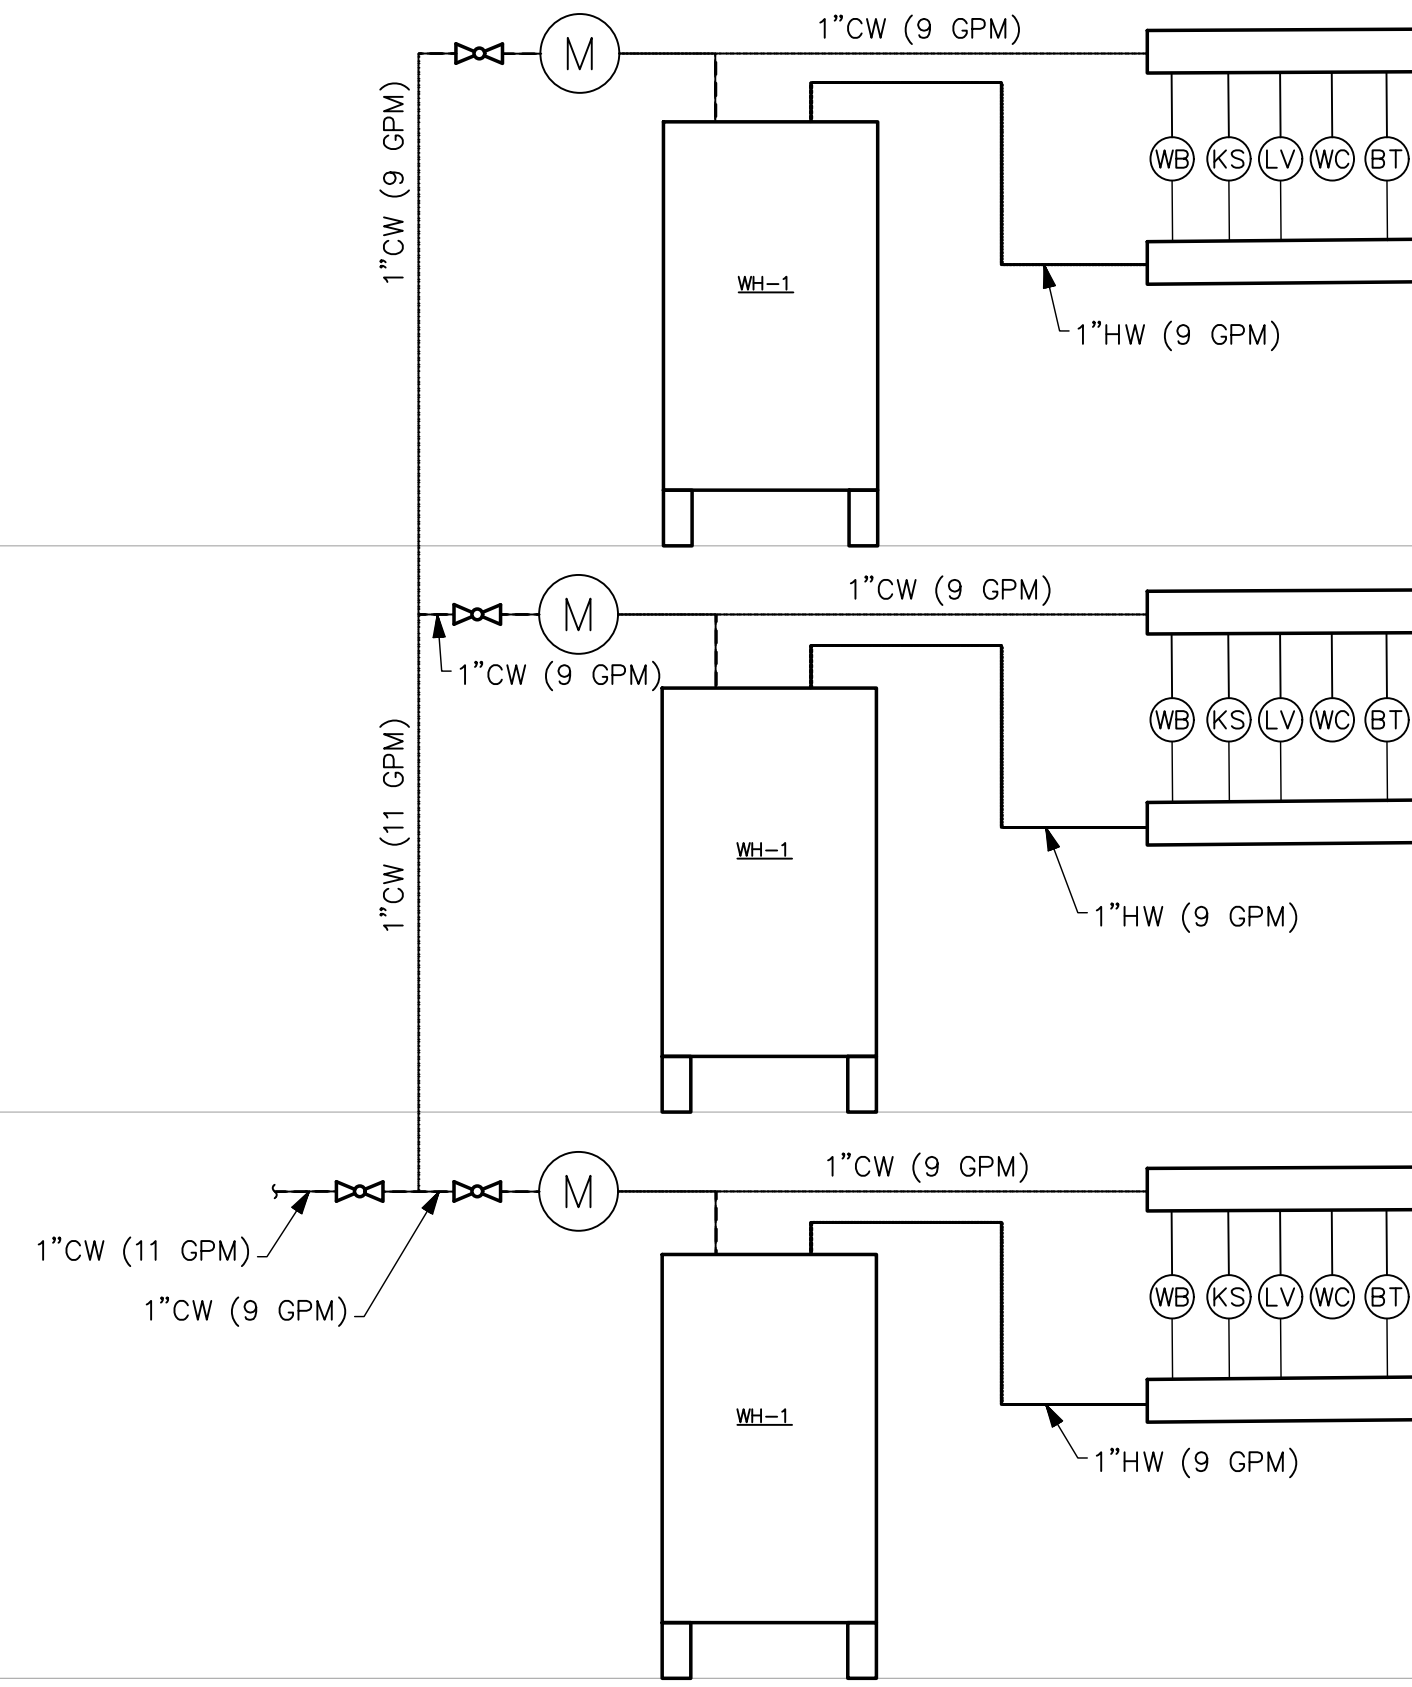 1”CW (9 GPM)
M
1”CW (9 GPM)
WB KS LV WC BT
WH-1
1”HW (9 GPM)
1”CW (9 GPM)
M
1”CW (9 GPM)
WB KS LV WC BT
1”CW (11 GPM)
WH-1
1”HW (9 GPM)
1”CW (9 GPM)
M
1”CW (11 GPM)
1”CW (9 GPM)
WB KS LV WC BT
WH-1
1”HW (9 GPM)